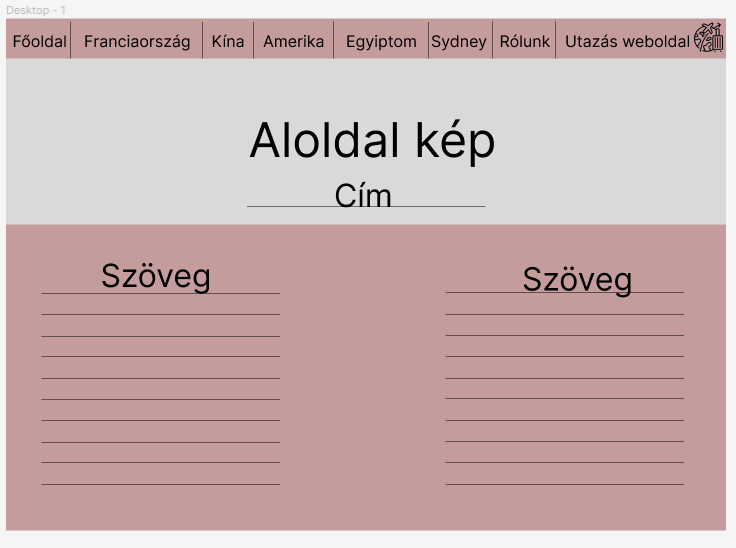 Desktop - 1
Főoldal Franciaország Kína Amerika Egyiptom Sydney Rólunk Utazás weboldal
Aloldal kép
Cím
Szöveg
Szöveg